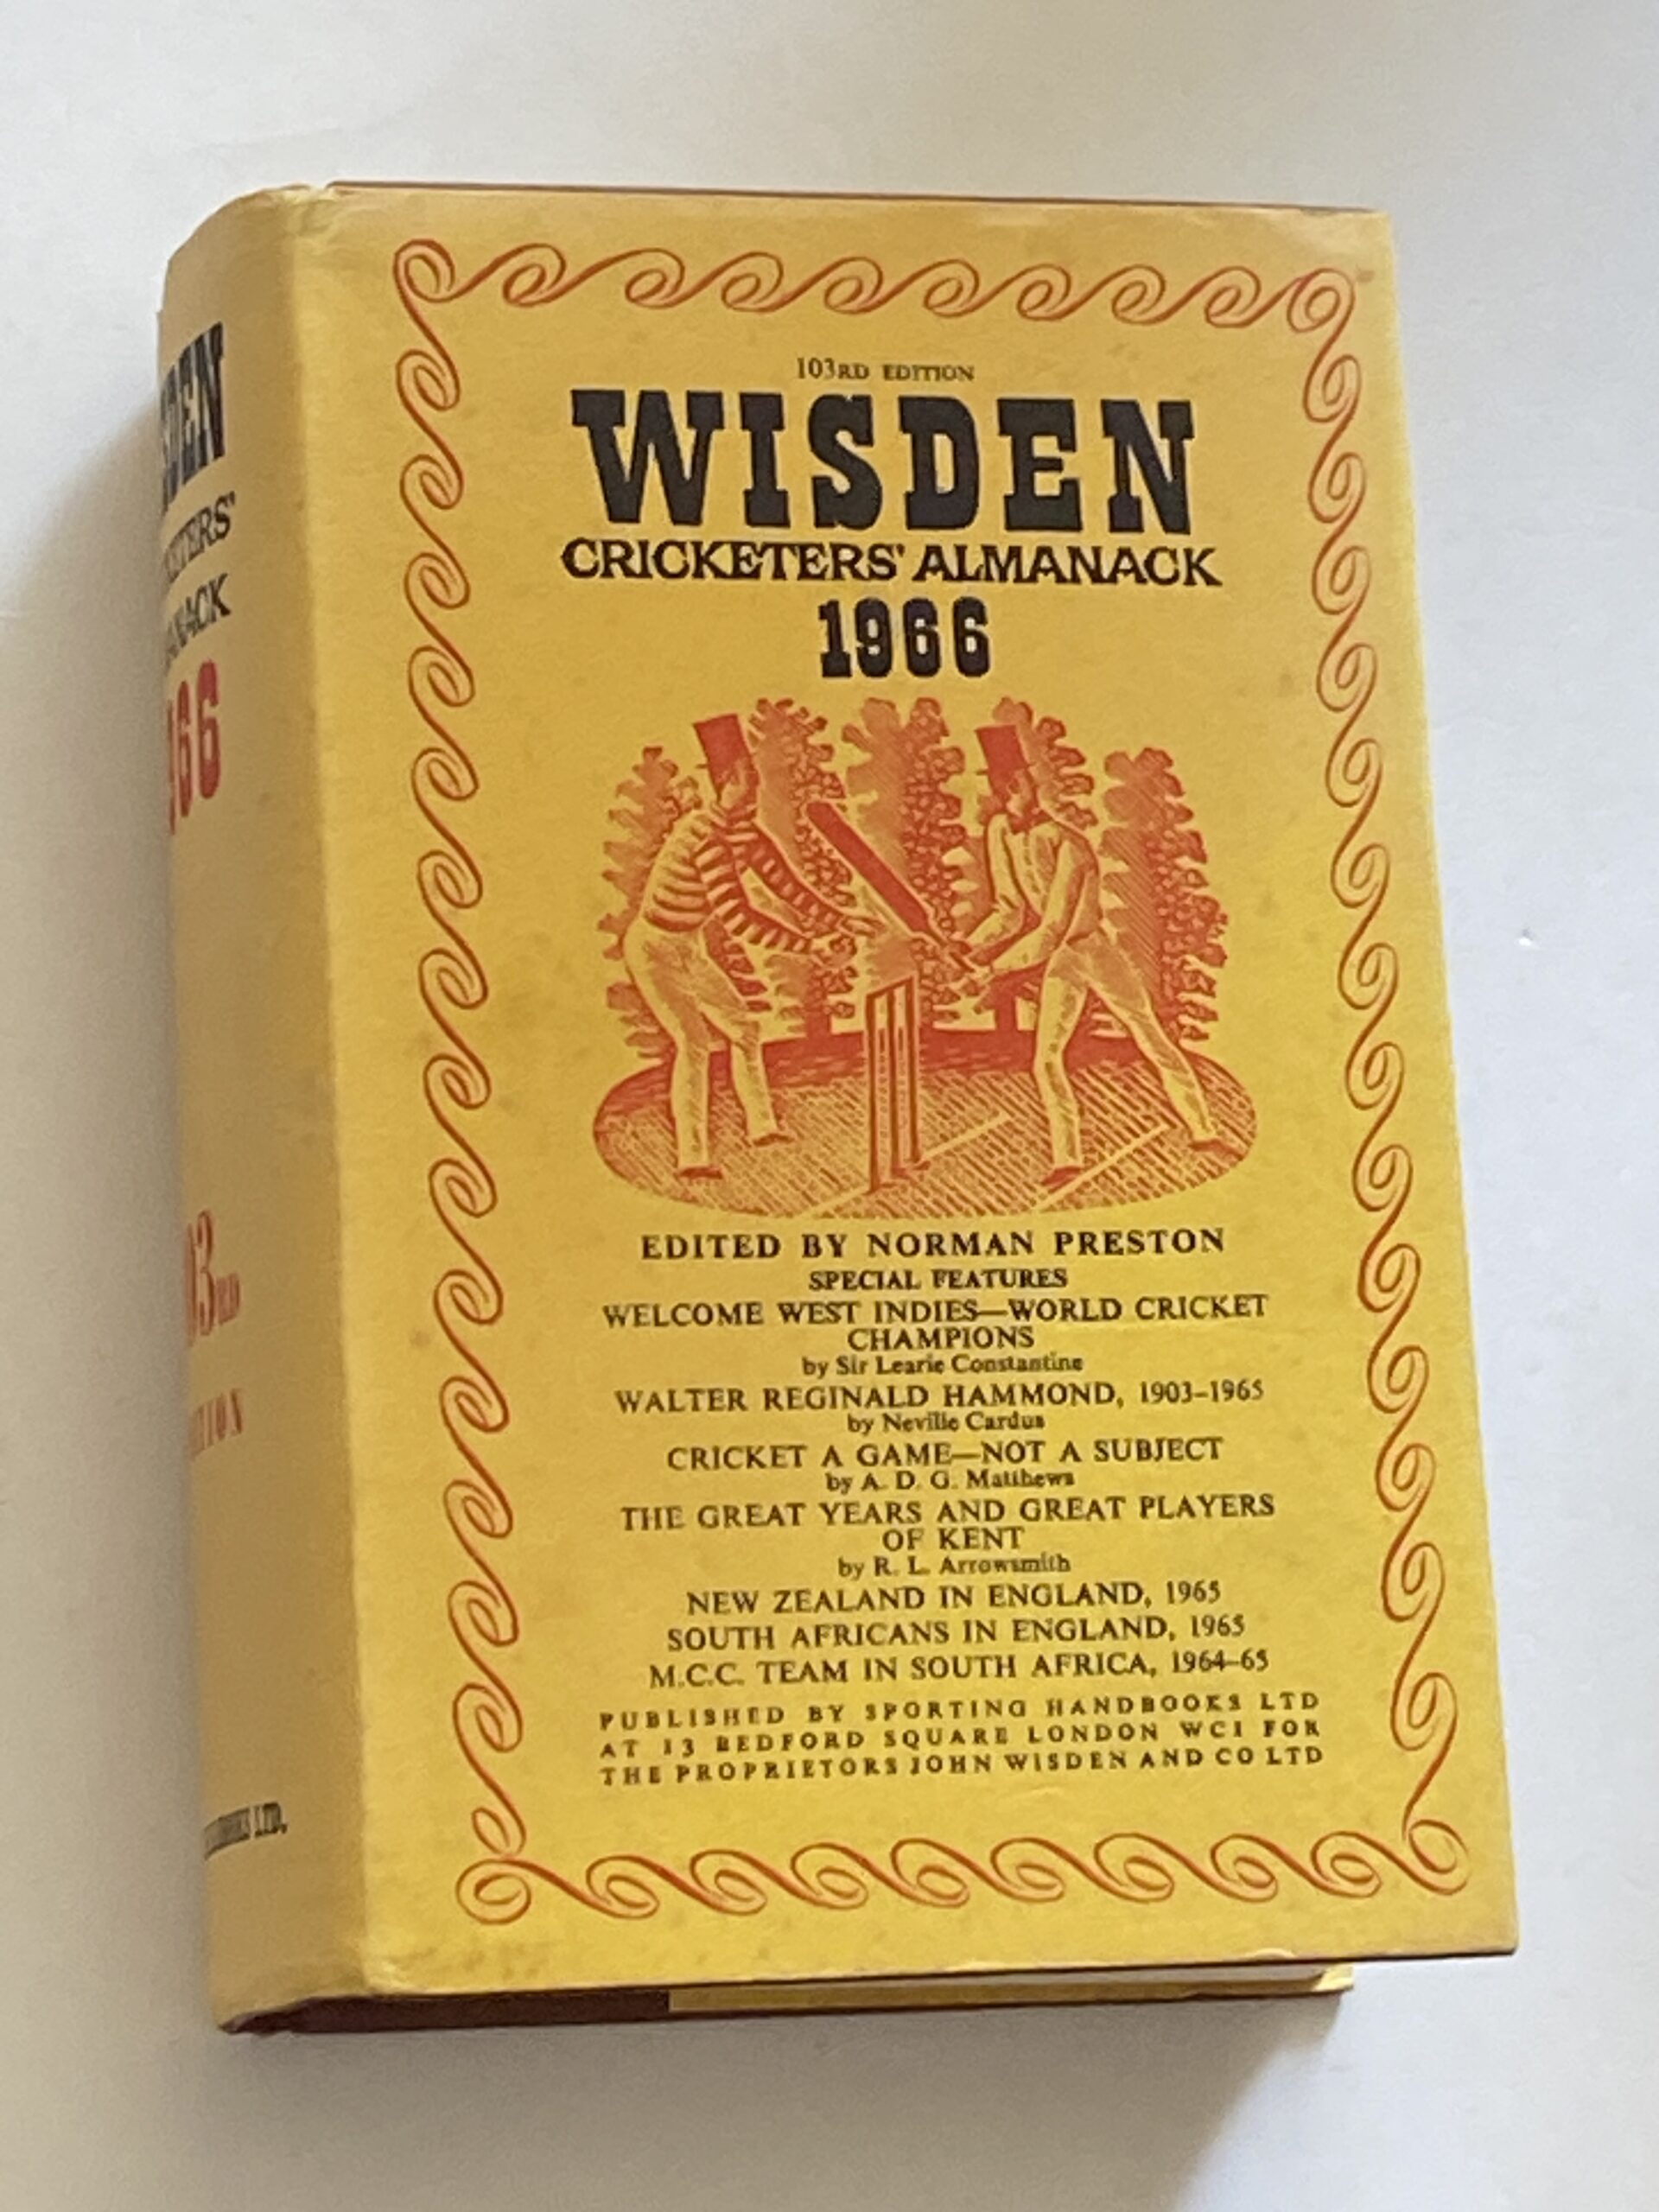 103RD EDITION
WISDEN
CRICKETERS' ALMANACK
1966
EDITED BY NORMAN PRESTON
SPECIAL FEATURES
WELCOME WEST INDIES—WORLD CRICKET
CHAMPIONS
by Sir Learie Constantine
WALTER REGINALD HAMMOND, 1903-1965
by Neville Cardus
CRICKET A GAME—NOT A SUBJECT
by A. D. G. Matthews
THE GREAT YEARS AND GREAT PLAYERS
OF KENT
by R. L. Arrowsmith
NEW ZEALAND IN ENGLAND, 1965
SOUTH AFRICANS IN ENGLAND, 1965
M.C.C. TEAM IN SOUTH AFRICA, 1964-65
PUBLISHED BY SPORTING HANDBOOKS LTD
AT 13 BEDFORD SQUARE LONDON WC1 FOR
THE PROPRIETORS JOHN WISDEN AND CO LTD
LTD.